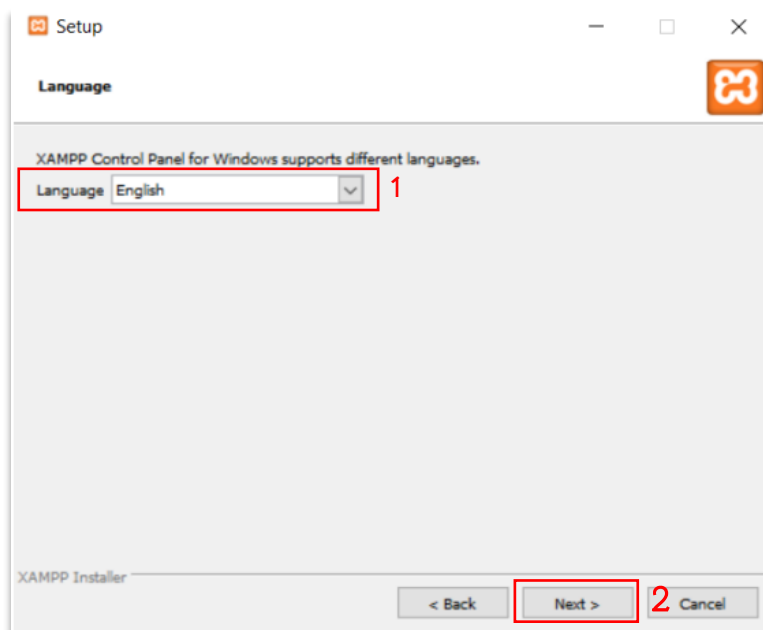 Setup
Language
XAMPP Control Panel for Windows supports different languages.
Language English 1
XAMPP Installer
< Back Next > 2 Cancel